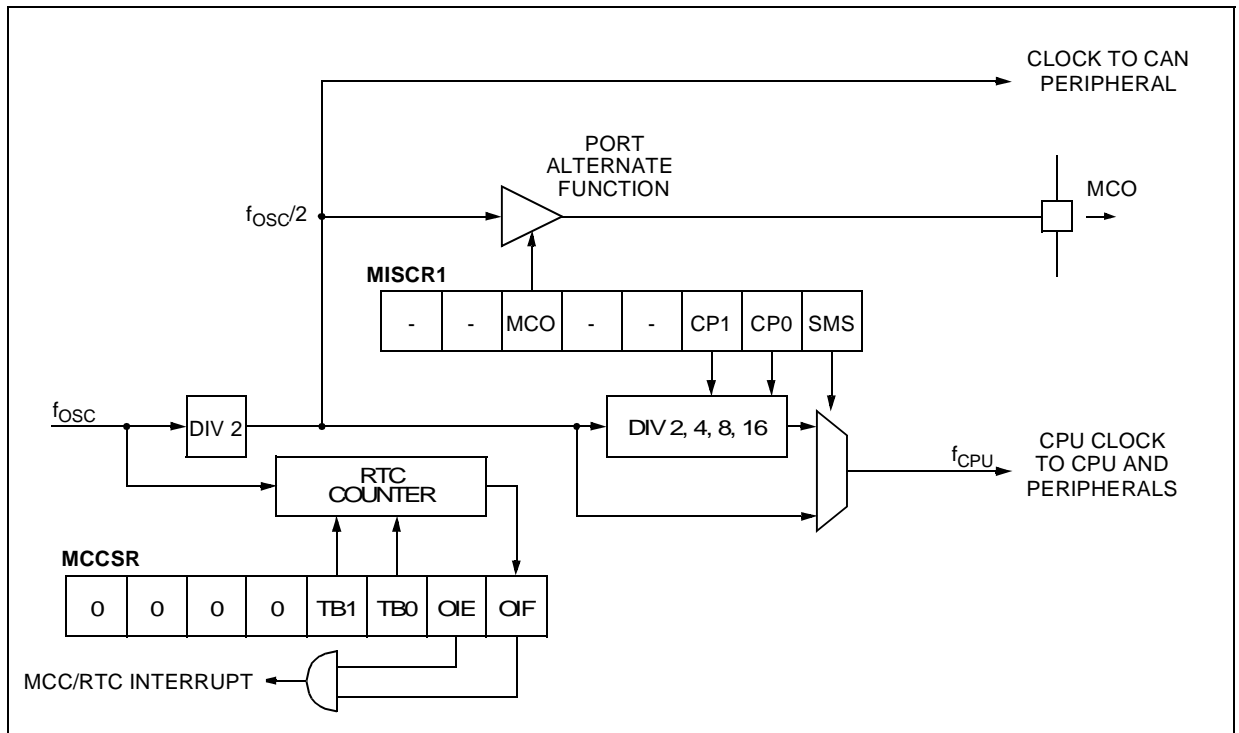 CLOCK TO CAN
PERIPHERAL
PORT
ALTERNATE
FUNCTION
MCO
fOSC/2
MISCR1
- - MCO - - CP1 CP0 SMS
fOSC
DIV 2
DIV 2, 4, 8, 16
fCPU
CPU CLOCK
TO CPU AND
PERIPHERALS
RTC
COUNTER
MCCSR
0 0 0 0 TB1 TB0 OIE OIF
MCC/RTC INTERRUPT